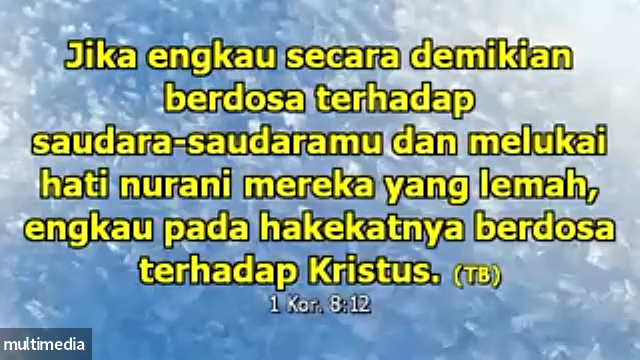 Jika engkau secara demikian
berdosa terhadap
saudara-saudaramu dan melukai
hati nurani mereka yang lemah,
engkau pada hakekatnya berdosa
terhadap Kristus. (TB)
1 Kor. 8:12
multimedia